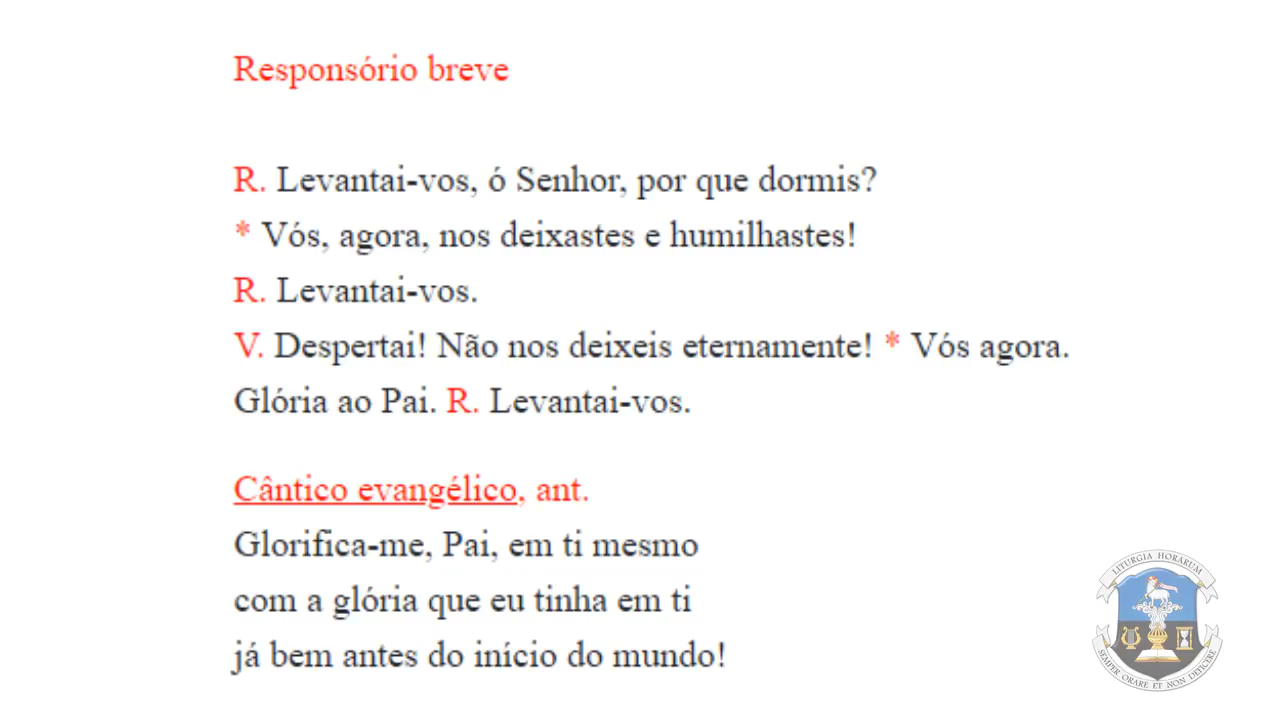 Responsório breve
R. Levantai-vos, ó Senhor, por que dormis?
* Vós, agora, nos deixastes e humilhastes!
R. Levantai-vos.
V. Despertai! Não nos deixeis eternamente! * Vós agora.
Glória ao Pai. R. Levantai-vos.
Cântico evangélico, ant.
Glorifica-me, Pai, em ti mesmo
com a glória que eu tinha em ti
já bem antes do início do mundo!
LITURGIA HORARUM
SEMPER ORARE ET NON DEFICERE